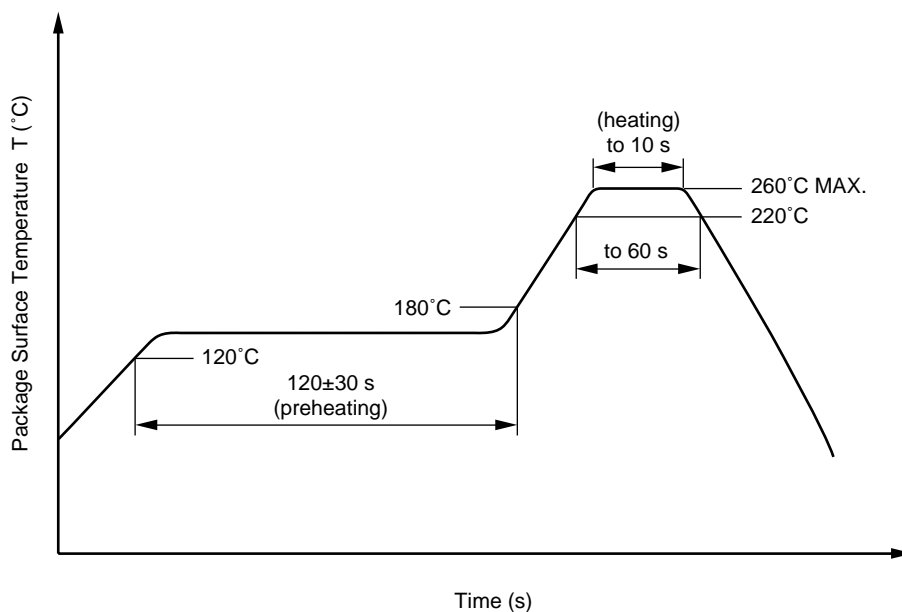 Package Surface Temperature T (˚C)
(heating)
to 10 s
260˚C MAX.
220˚C
to 60 s
180˚C
120˚C
120±30 s
(preheating)
Time (s)